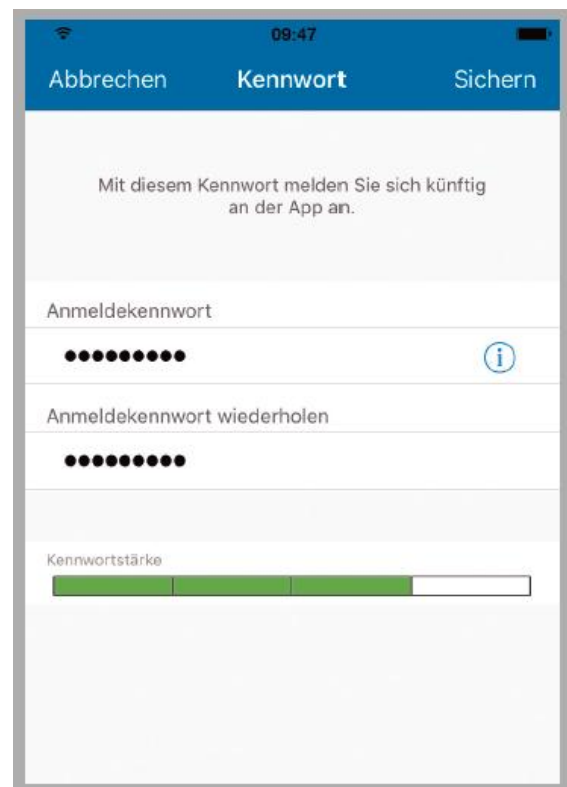 09:47
Abbrechen Kennwort Sichern
Mit diesem Kennwort melden Sie sich künftig
an der App an.
Anmeldekennwort
●●●●●●●●●
Anmeldekennwort wiederholen
●●●●●●●●●
Kennwortstärke